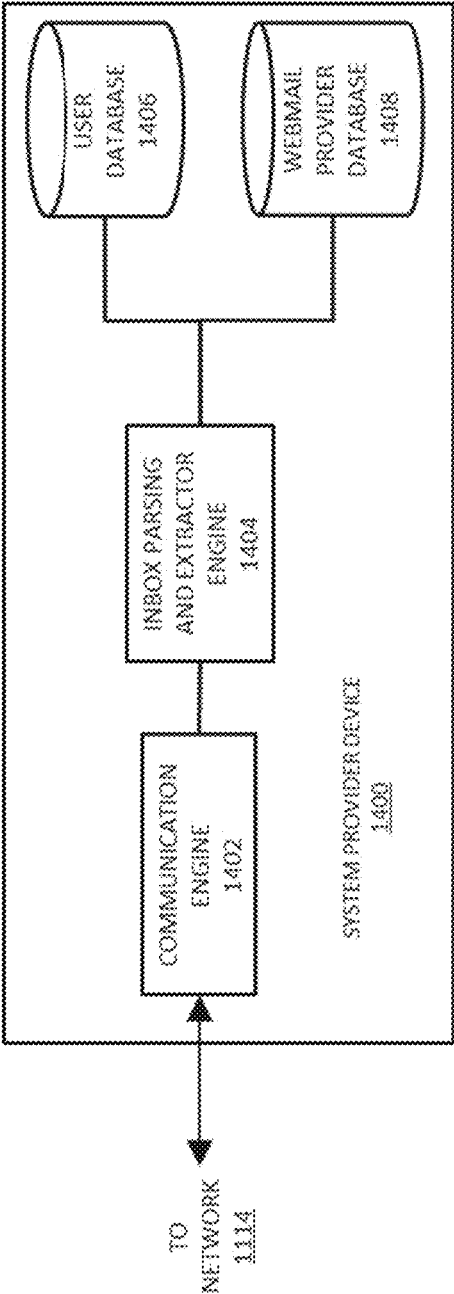 TO
NETWORK
1114
COMMUNICATION
ENGINE
1402
INBOX PARSING
AND EXTRACTOR
ENGINE
1404
USER
DATABASE
1406
WEBMAIL
PROVIDER
DATABASE
1408
SYSTEM PROVIDER DEVICE
1400